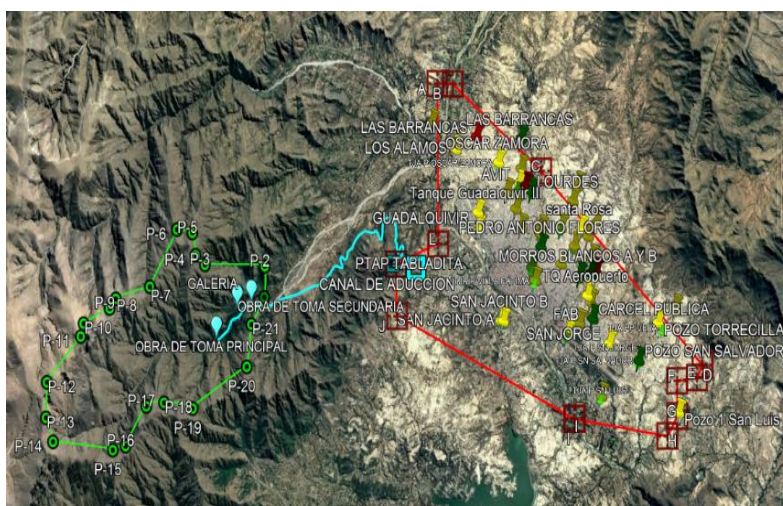 A
B
LAS BARRANCAS
LAS BARRANCAS
LOS ALAMOS
OSCAR ZAMORA
AVIT
C
LOURDES
Tanque Guadalquvir III
santa Rosa
GUADALQUIVIR
PEDRO ANTONIO FLORES
P-6
P-5
P-4
P-3
P-2
PTAP TABLADITA
MORROS BLANCOS A Y B
TQ Aeropuerto
GALERIA
CANAL DE ADUCCION
P-7
P-8
P-9
OBRA DE TOMA SECUNDARIA
SAN JACINTO B
FAB
CARCEL PUBLICA
P-10
P-21
J
SAN JACINTO A
SAN JORGE
POZO TORRECILLA
P-11
OBRA DE TOMA PRINCIPAL
POZO SAN SALVADOR
P-20
P-12
F
E
D
P-17
P-18
P-19
P-13
G
Pozo 1 San Luis
I
H
P-14
P-16
P-15